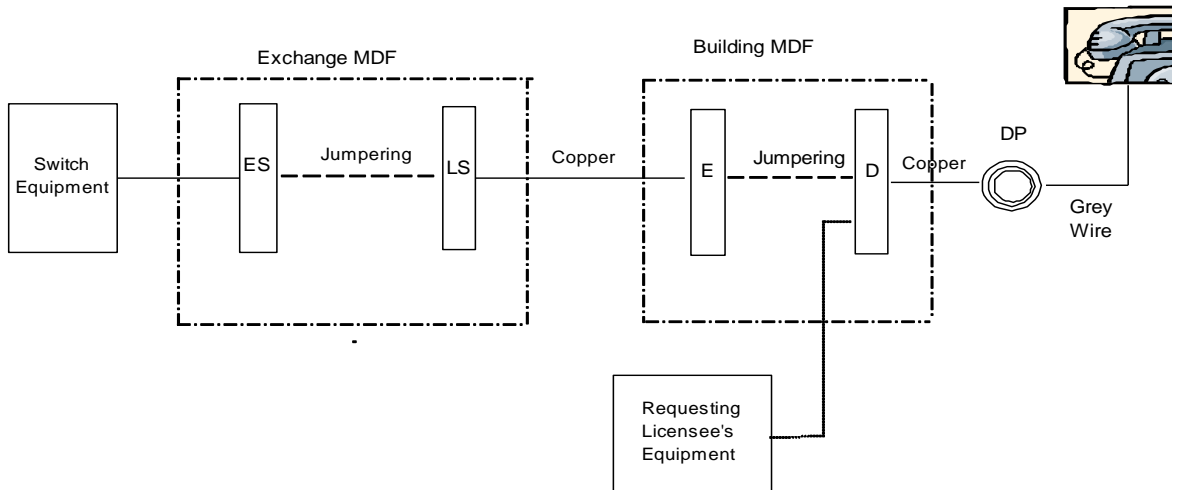 Exchange MDF
Building MDF
Switch
Equipment
ES
Jumpering
LS
Copper
E
Jumpering
D
Copper
DP
Grey
Wire
Requesting
Licensee's
Equipment